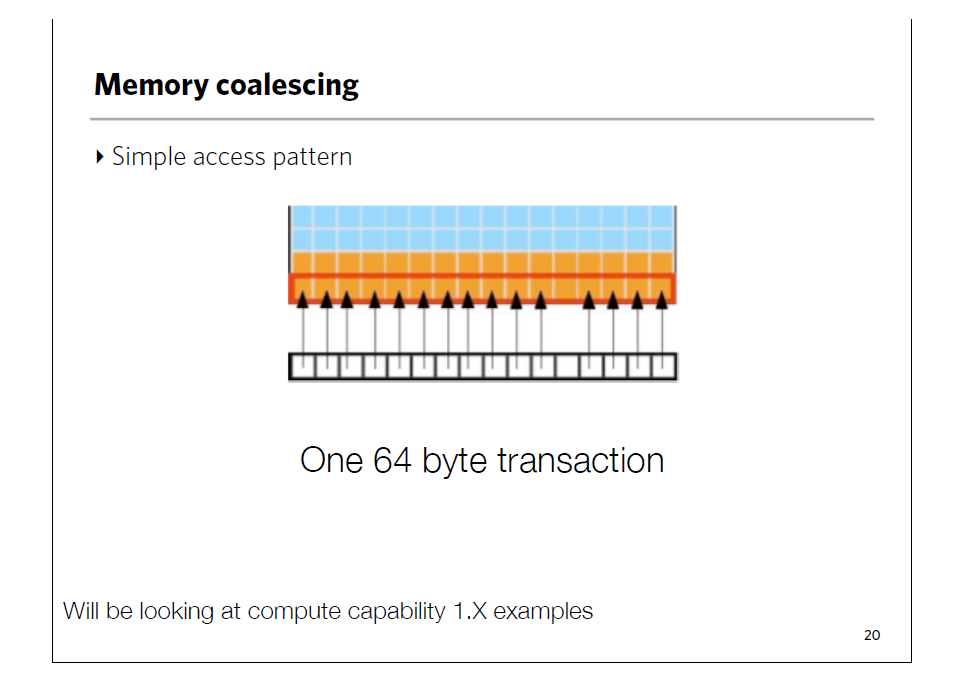 Memory coalescing
Simple access pattern
One 64 byte transaction
Will be looking at compute capability 1.X examples
20